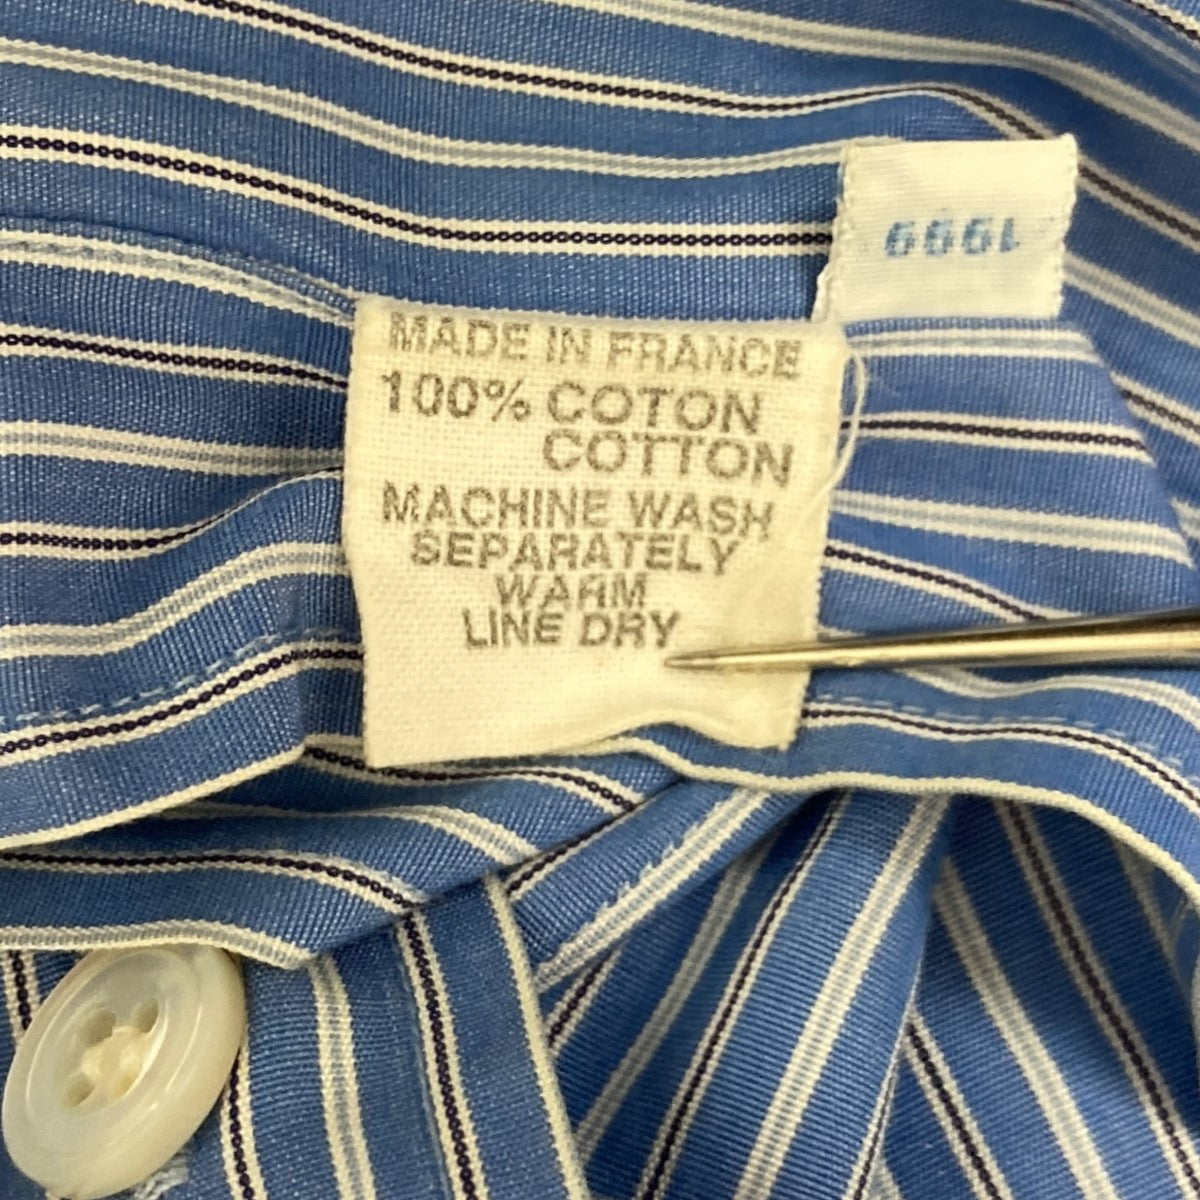 1999
MADE IN FRANCE
100% COTON
COTTON
MACHINE WASH
SEPARATELY
WARM
LINE DRY